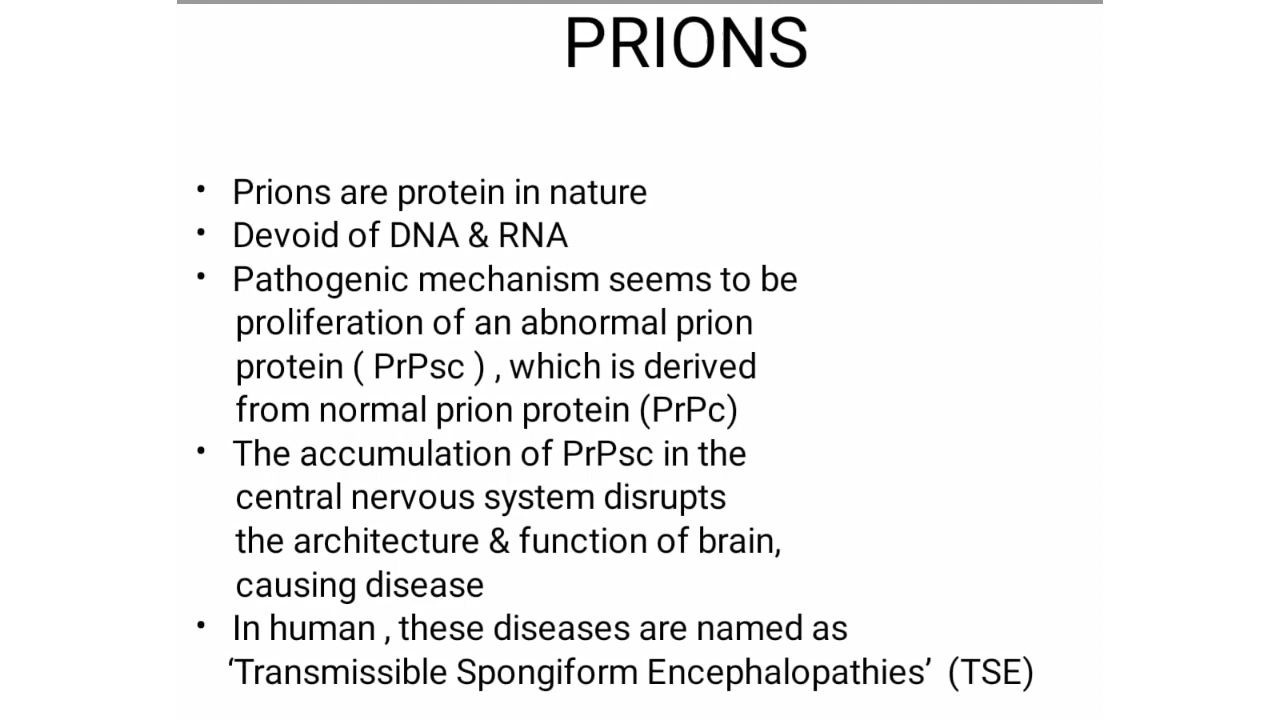 PRIONS
• Prions are protein in nature
• Devoid of DNA & RNA
• Pathogenic mechanism seems to be
proliferation of an abnormal prion
protein ( PrPsc ) , which is derived
from normal prion protein (PrPc)
• The accumulation of PrPsc in the
central nervous system disrupts
the architecture & function of brain,
causing disease
• In human , these diseases are named as
‘Transmissible Spongiform Encephalopathies’ (TSE)